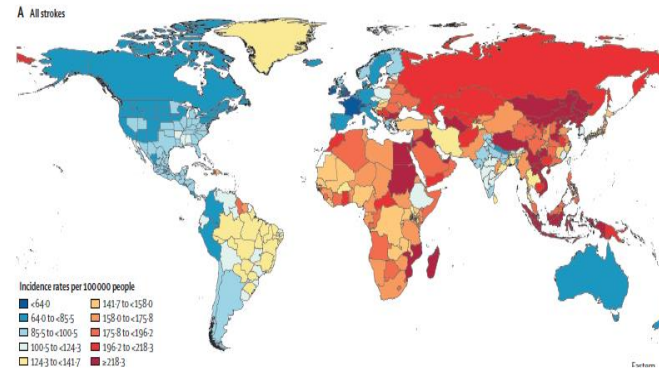 A All strokes
Incidence rates per 100 000 people
<64·0
64·0 to <85·5
85·5 to <100·5
100·5 to <124·3
124·3 to <141·7
141·7 to <158·0
158·0 to <175·8
175·8 to <196·2
196·2 to <218·3
≥218·3
Eastern